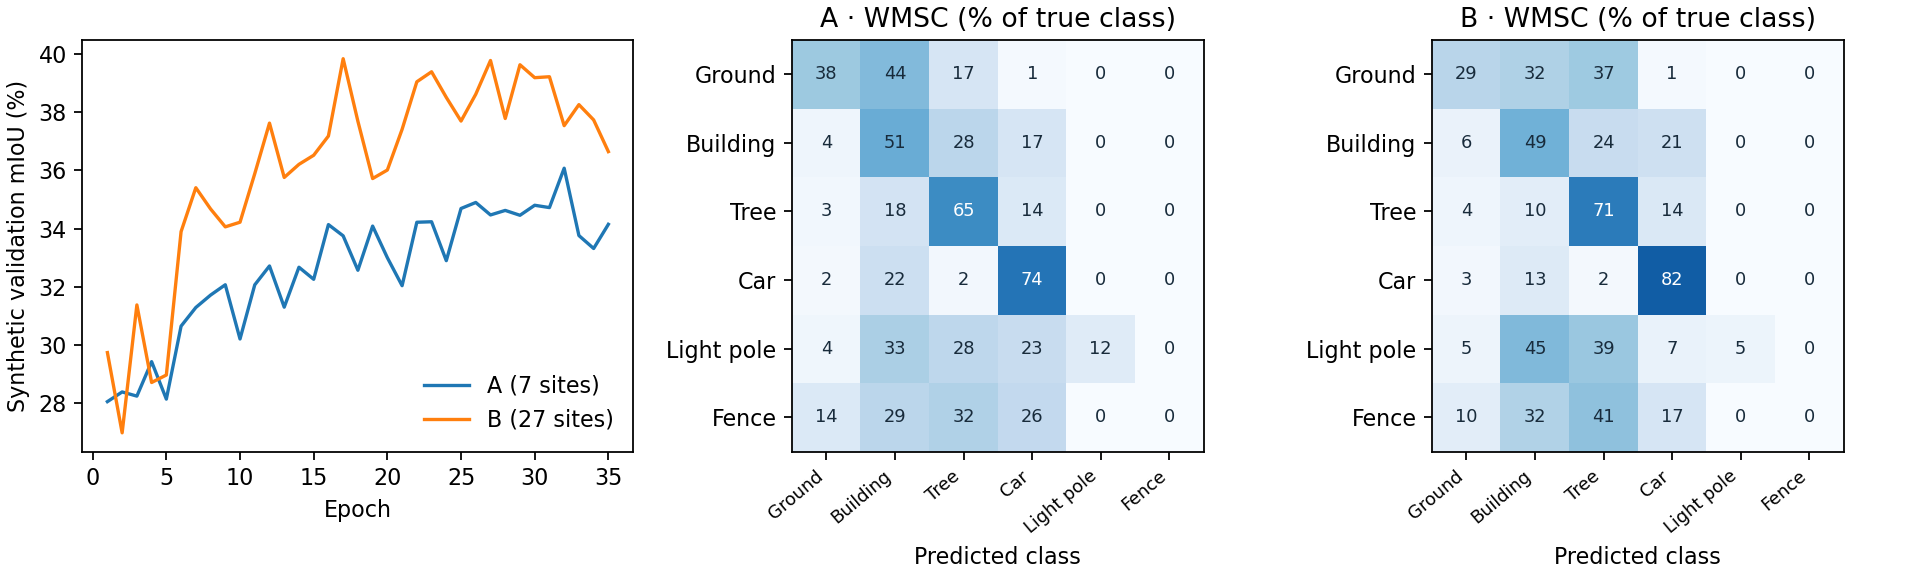 Synthetic validation mIoU (%)
40
38
36
34
32
30
28
0 5 10 15 20 25 30 35
Epoch
A (7 sites)
B (27 sites)
A · WMSC (% of true class)
Ground 38 44 17 1 0 0
Building 4 51 28 17 0 0
Tree 3 18 65 14 0 0
Car 2 22 2 74 0 0
Light pole 4 33 28 23 12 0
Fence 14 29 32 26 0 0
Ground Building Tree Car Light pole Fence
Predicted class
B · WMSC (% of true class)
Ground 29 32 37 1 0 0
Building 6 49 24 21 0 0
Tree 4 10 71 14 0 0
Car 3 13 2 82 0 0
Light pole 5 45 39 7 5 0
Fence 10 32 41 17 0 0
Ground Building Tree Car Light pole Fence
Predicted class